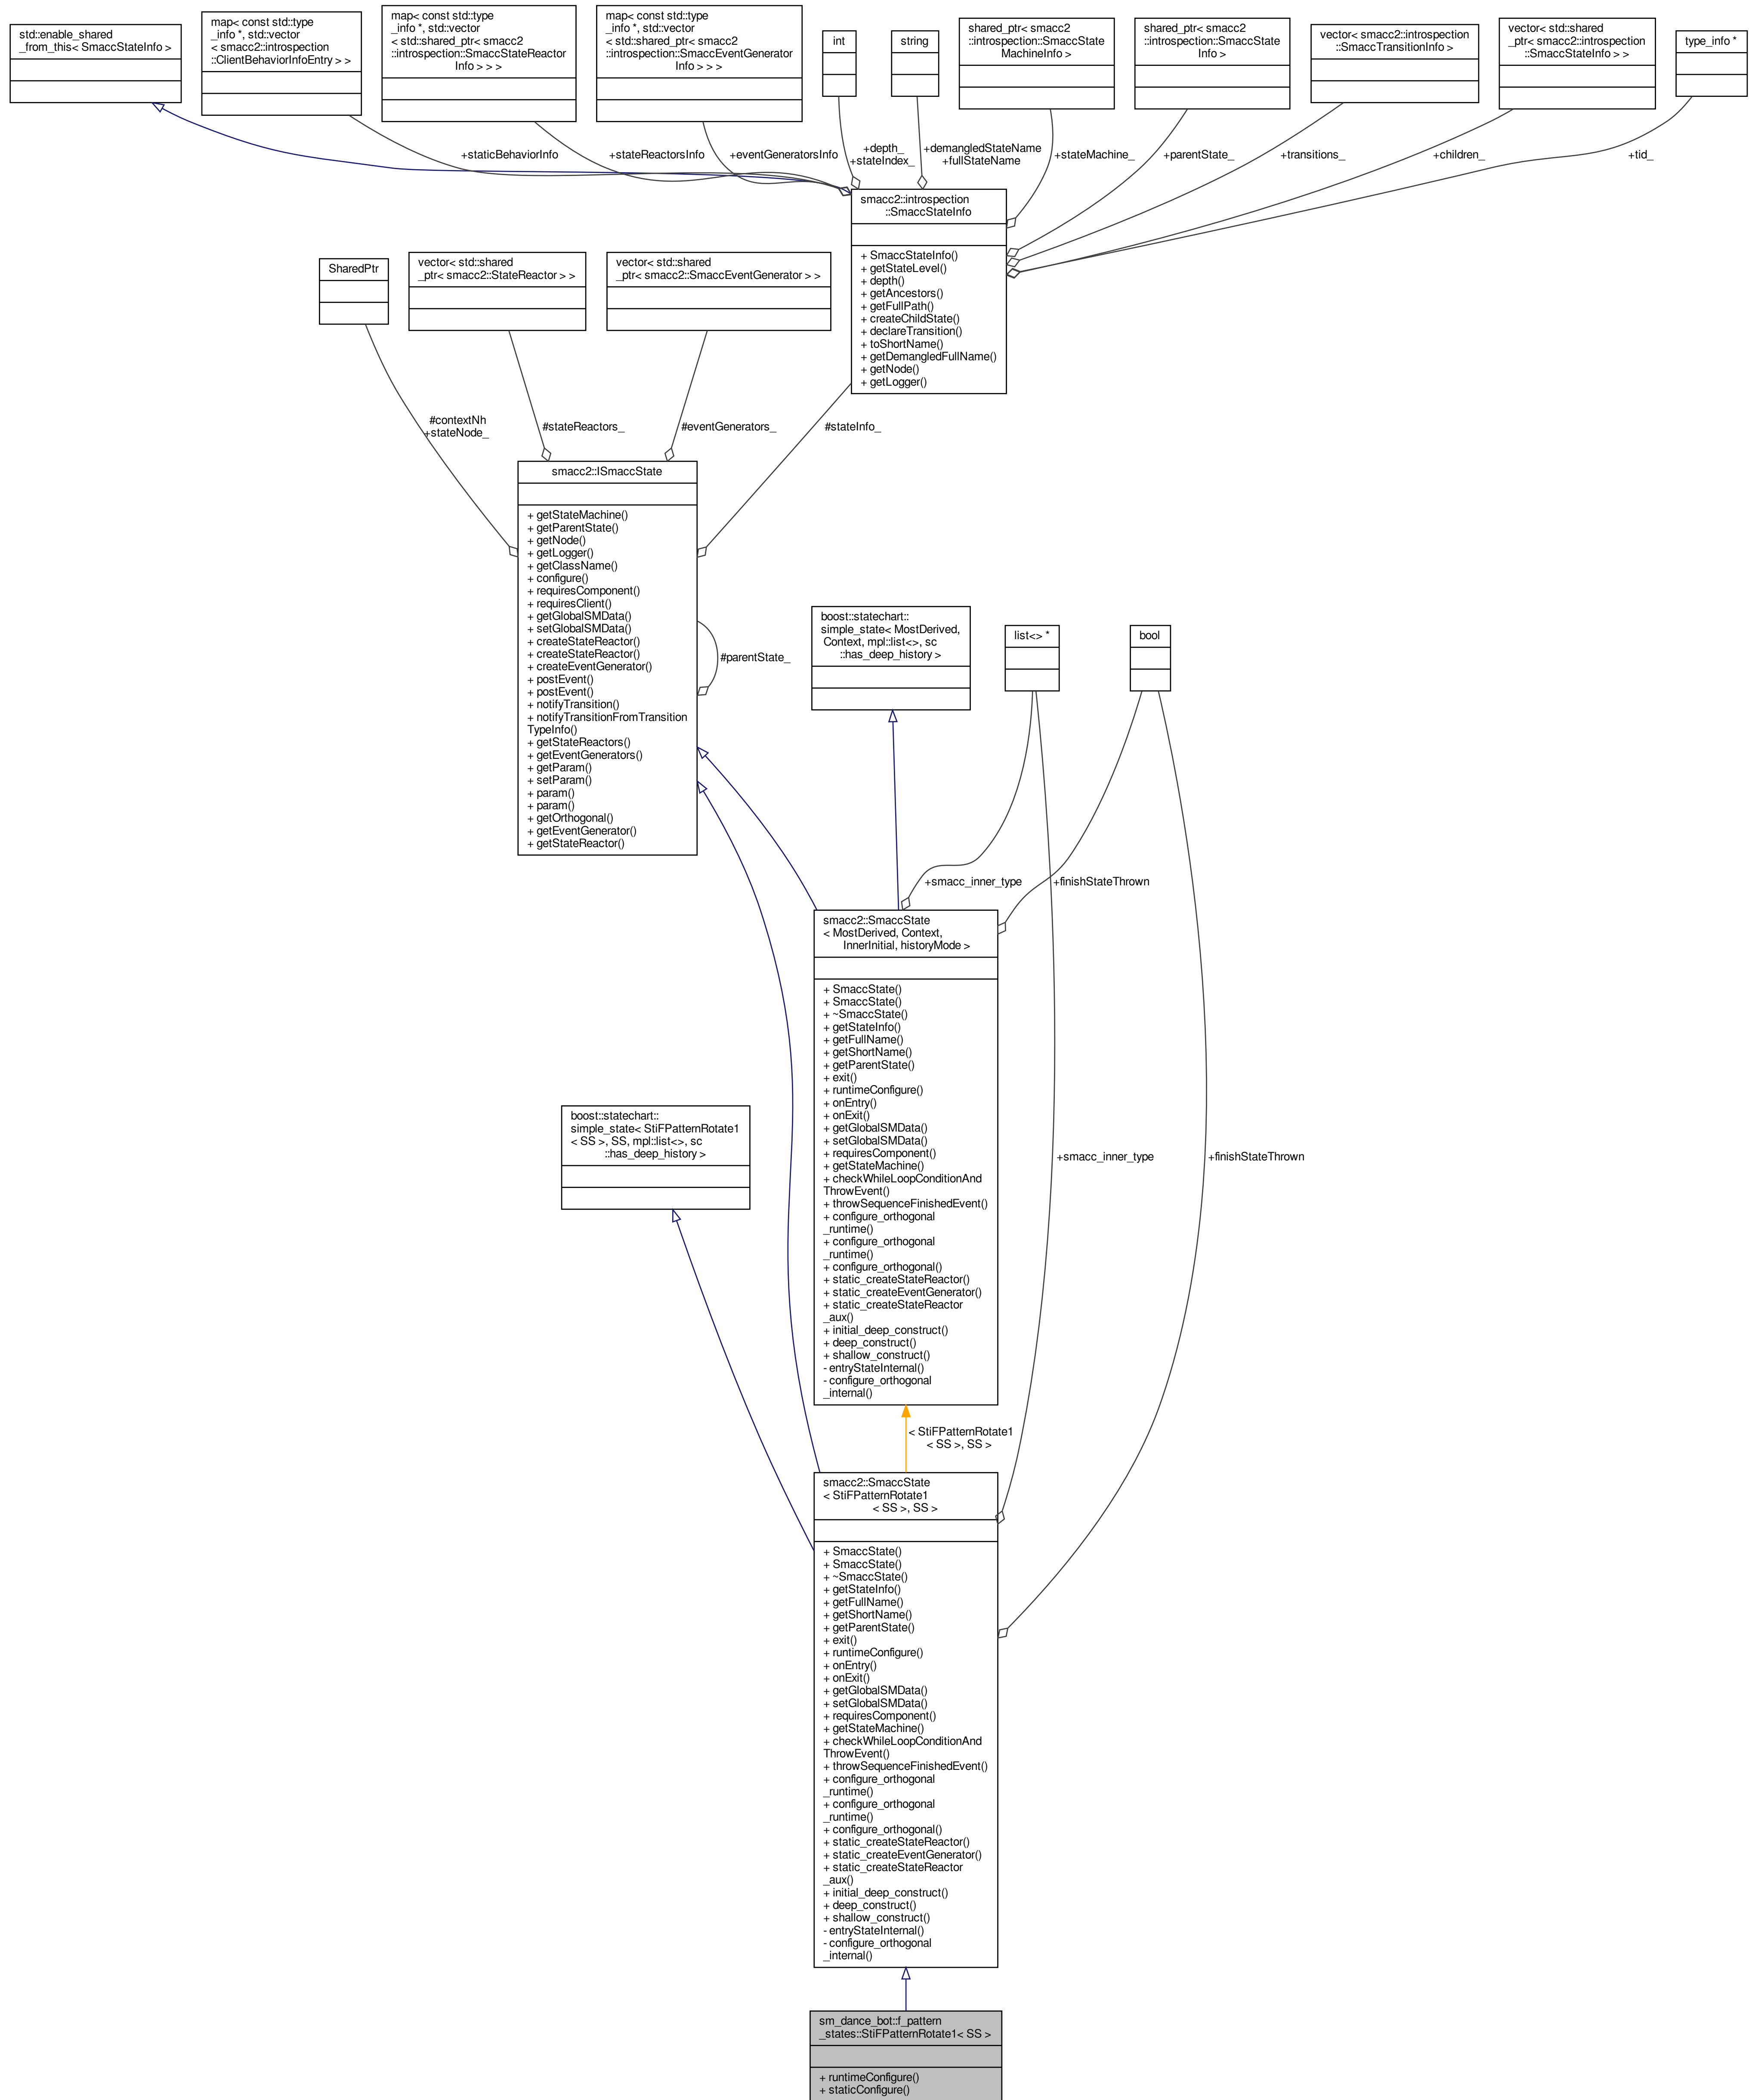 std::enable_shared
_from_this< SmaccStateInfo >
map< const std::type
_info *, std::vector
< smacc2::introspection
::ClientBehaviorInfoEntry > >
map< const std::type
_info *, std::vector
< std::shared_ptr< smacc2
::introspection::SmaccStateReactor
Info > > >
map< const std::type
_info *, std::vector
< std::shared_ptr< smacc2
::introspection::SmaccEventGenerator
Info > > >
int
string
shared_ptr< smacc2
::introspection::SmaccState
MachineInfo >
shared_ptr< smacc2
::introspection::SmaccState
Info >
vector< smacc2::introspection
::SmaccTransitionInfo >
vector< std::shared
_ptr< smacc2::introspection
::SmaccStateInfo > >
type_info *
+staticBehaviorInfo
+stateReactorsInfo
+eventGeneratorsInfo
+depth_
+stateIndex_
+demangledStateName
+fullStateName
+stateMachine_
+parentState_
+transitions_
+children_
+tid_
smacc2::introspection
::SmaccStateInfo
+ SmaccStateInfo()
+ getStateLevel()
+ depth()
+ getAncestors()
+ getFullPath()
+ createChildState()
+ declareTransition()
+ toShortName()
+ getDemangledFullName()
+ getNode()
+ getLogger()
SharedPtr
vector< std::shared
_ptr< smacc2::StateReactor > >
vector< std::shared
_ptr< smacc2::SmaccEventGenerator > >
#contextNh
+stateNode_
#stateReactors_
#eventGenerators_
#stateInfo_
smacc2::ISmaccState
+ getStateMachine()
+ getParentState()
+ getNode()
+ getLogger()
+ getClassName()
+ configure()
+ requiresComponent()
+ requiresClient()
+ getGlobalSMData()
+ setGlobalSMData()
+ createStateReactor()
+ createStateReactor()
+ createEventGenerator()
+ postEvent()
+ postEvent()
+ notifyTransition()
+ notifyTransitionFromTransition
TypeInfo()
+ getStateReactors()
+ getEventGenerators()
+ getParam()
+ setParam()
+ param()
+ param()
+ getOrthogonal()
+ getEventGenerator()
+ getStateReactor()
#parentState_
boost::statechart::
simple_state< MostDerived,
Context, mpl::list<>, sc
::has_deep_history >
list<> *
bool
+smacc_inner_type
+finishStateThrown
smacc2::SmaccState
< MostDerived, Context,
InnerInitial, historyMode >
+ SmaccState()
+ SmaccState()
+ ~SmaccState()
+ getStateInfo()
+ getFullName()
+ getShortName()
+ getParentState()
+ exit()
+ runtimeConfigure()
+ onEntry()
+ onExit()
+ getGlobalSMData()
+ setGlobalSMData()
+ requiresComponent()
+ getStateMachine()
+ checkWhileLoopConditionAnd
ThrowEvent()
+ throwSequenceFinishedEvent()
+ configure_orthogonal
_runtime()
+ configure_orthogonal
_runtime()
+ configure_orthogonal()
+ static_createStateReactor()
+ static_createEventGenerator()
+ static_createStateReactor
_aux()
+ initial_deep_construct()
+ deep_construct()
+ shallow_construct()
- entryStateInternal()
- configure_orthogonal
_internal()
boost::statechart::
simple_state< StiFPatternRotate1
< SS >, SS, mpl::list<>, sc
::has_deep_history >
+smacc_inner_type
+finishStateThrown
< StiFPatternRotate1
< SS >, SS >
smacc2::SmaccState
< StiFPatternRotate1
< SS >, SS >
+ SmaccState()
+ SmaccState()
+ ~SmaccState()
+ getStateInfo()
+ getFullName()
+ getShortName()
+ getParentState()
+ exit()
+ runtimeConfigure()
+ onEntry()
+ onExit()
+ getGlobalSMData()
+ setGlobalSMData()
+ requiresComponent()
+ getStateMachine()
+ checkWhileLoopConditionAnd
ThrowEvent()
+ throwSequenceFinishedEvent()
+ configure_orthogonal
_runtime()
+ configure_orthogonal
_runtime()
+ configure_orthogonal()
+ static_createStateReactor()
+ static_createEventGenerator()
+ static_createStateReactor
_aux()
+ initial_deep_construct()
+ deep_construct()
+ shallow_construct()
- entryStateInternal()
- configure_orthogonal
_internal()
sm_dance_bot::f_pattern
_states::StiFPatternRotate1< SS >
+ runtimeConfigure()
+ staticConfigure()